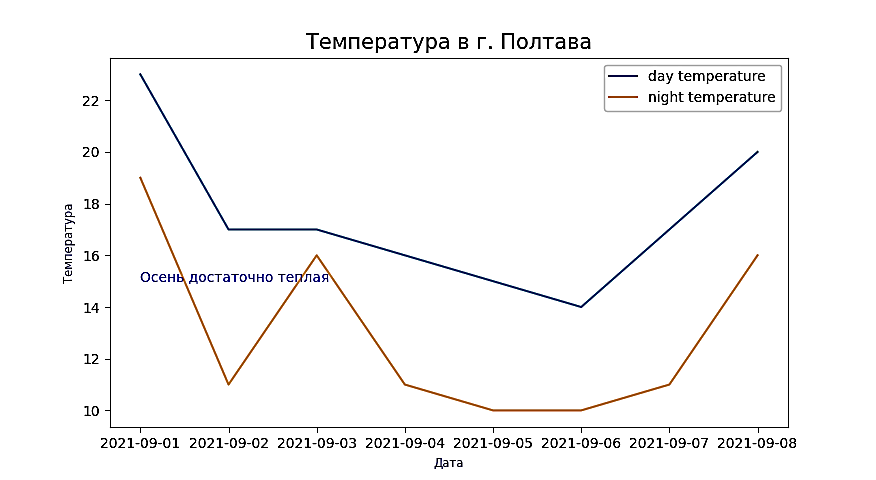 Температура в г. Полтава
day temperature
night temperature
22
20
18
16
14
12
10
Температура
Осень достаточно теплая
2021-09-01 2021-09-02 2021-09-03 2021-09-04 2021-09-05 2021-09-06 2021-09-07 2021-09-08
Дата